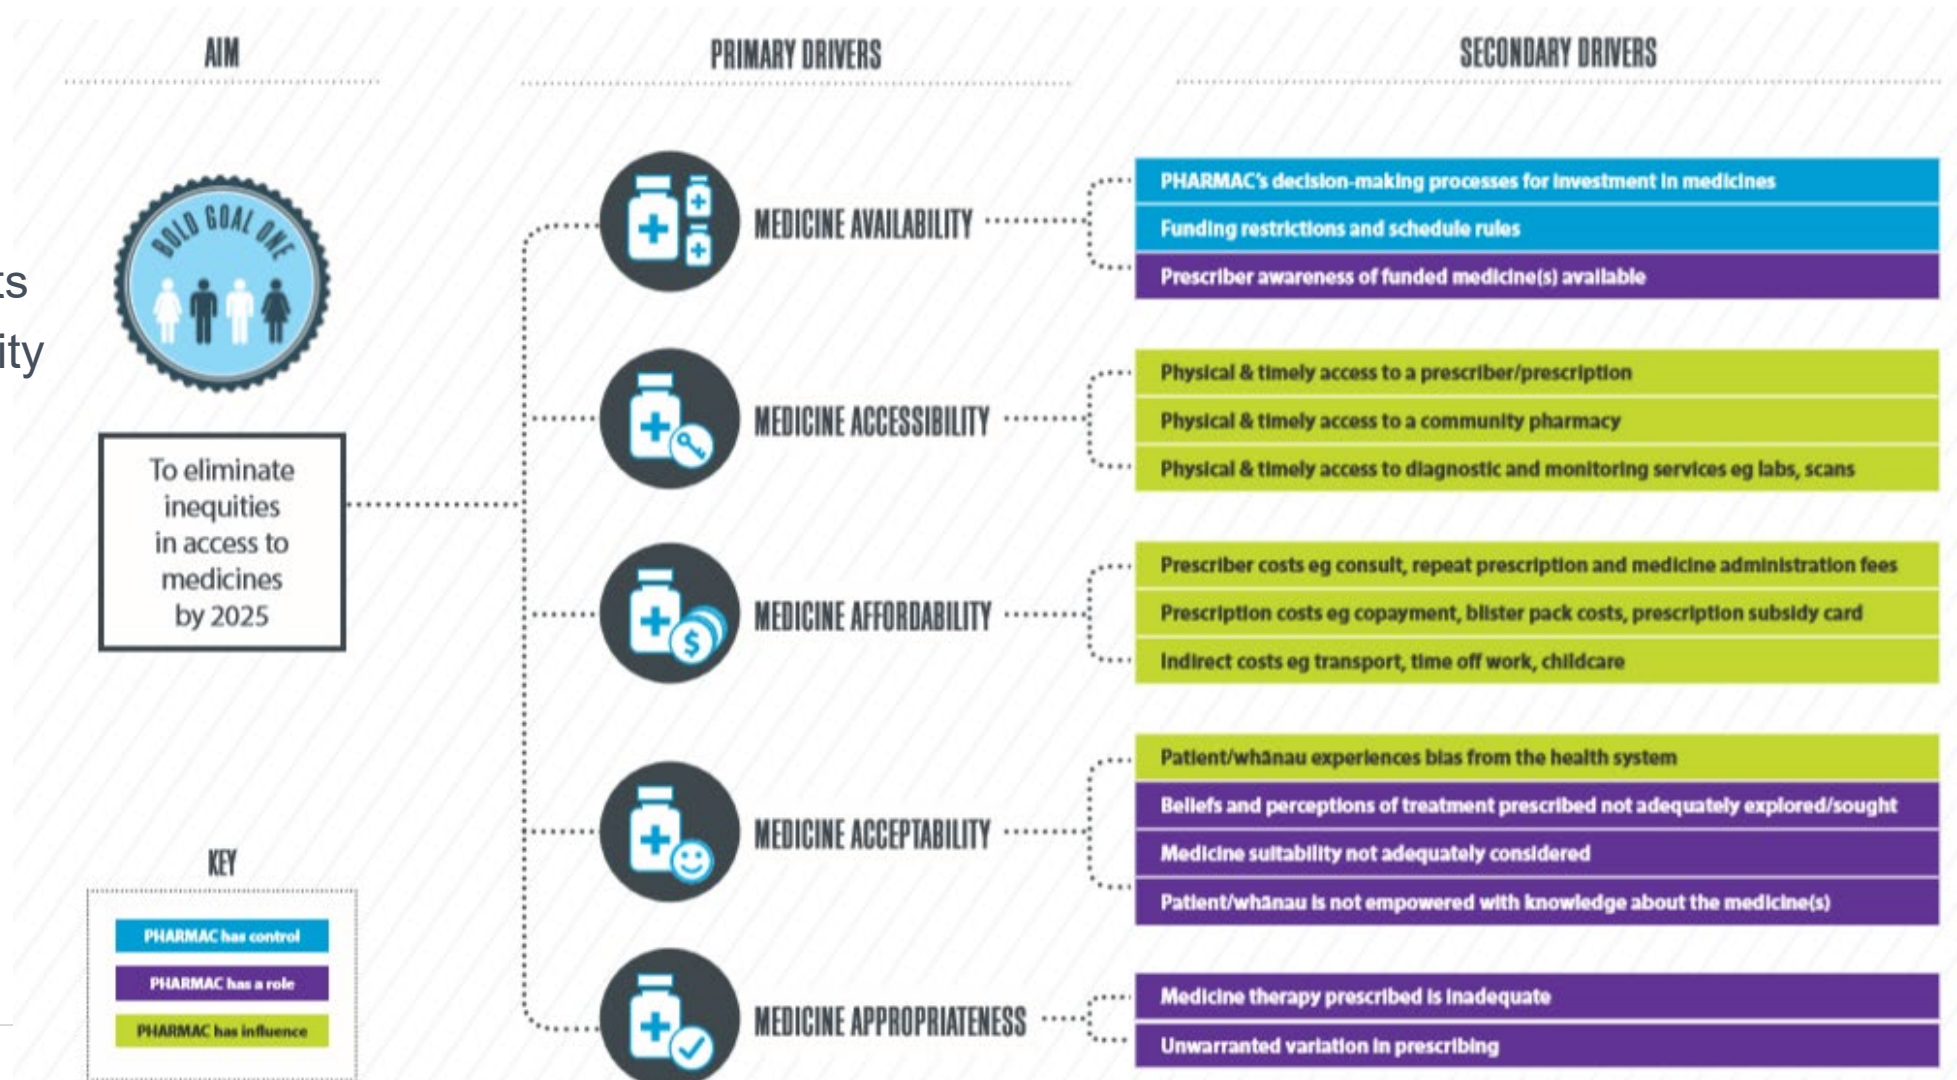 AIM
PRIMARY DRIVERS
SECONDARY DRIVERS
BOLD GOAL ONE
To eliminate
inequities
in access to
medicines
by 2025
KEY
PHARMAC has control
PHARMAC has a role
PHARMAC has influence
MEDICINE AVAILABILITY
PHARMAC's decision-making processes for investment in medicines
Funding restrictions and schedule rules
Prescriber awareness of funded medicine(s) available
MEDICINE ACCESSIBILITY
Physical & timely access to a prescriber/prescription
Physical & timely access to a community pharmacy
Physical & timely access to diagnostic and monitoring services eg labs, scans
MEDICINE AFFORDABILITY
$
Prescriber costs eg consult, repeat prescription and medicine administration fees
Prescription costs eg copayment, blister pack costs, prescription subsidy card
Indirect costs eg transport, time off work, childcare
MEDICINE ACCEPTABILITY
Patient/whānau experiences bias from the health system
Beliefs and perceptions of treatment prescribed not adequately explored/sought
Medicine suitability not adequately considered
Patient/whānau is not empowered with knowledge about the medicine(s)
MEDICINE APPROPRIATENESS
Medicine therapy prescribed is inadequate
Unwarranted variation in prescribing